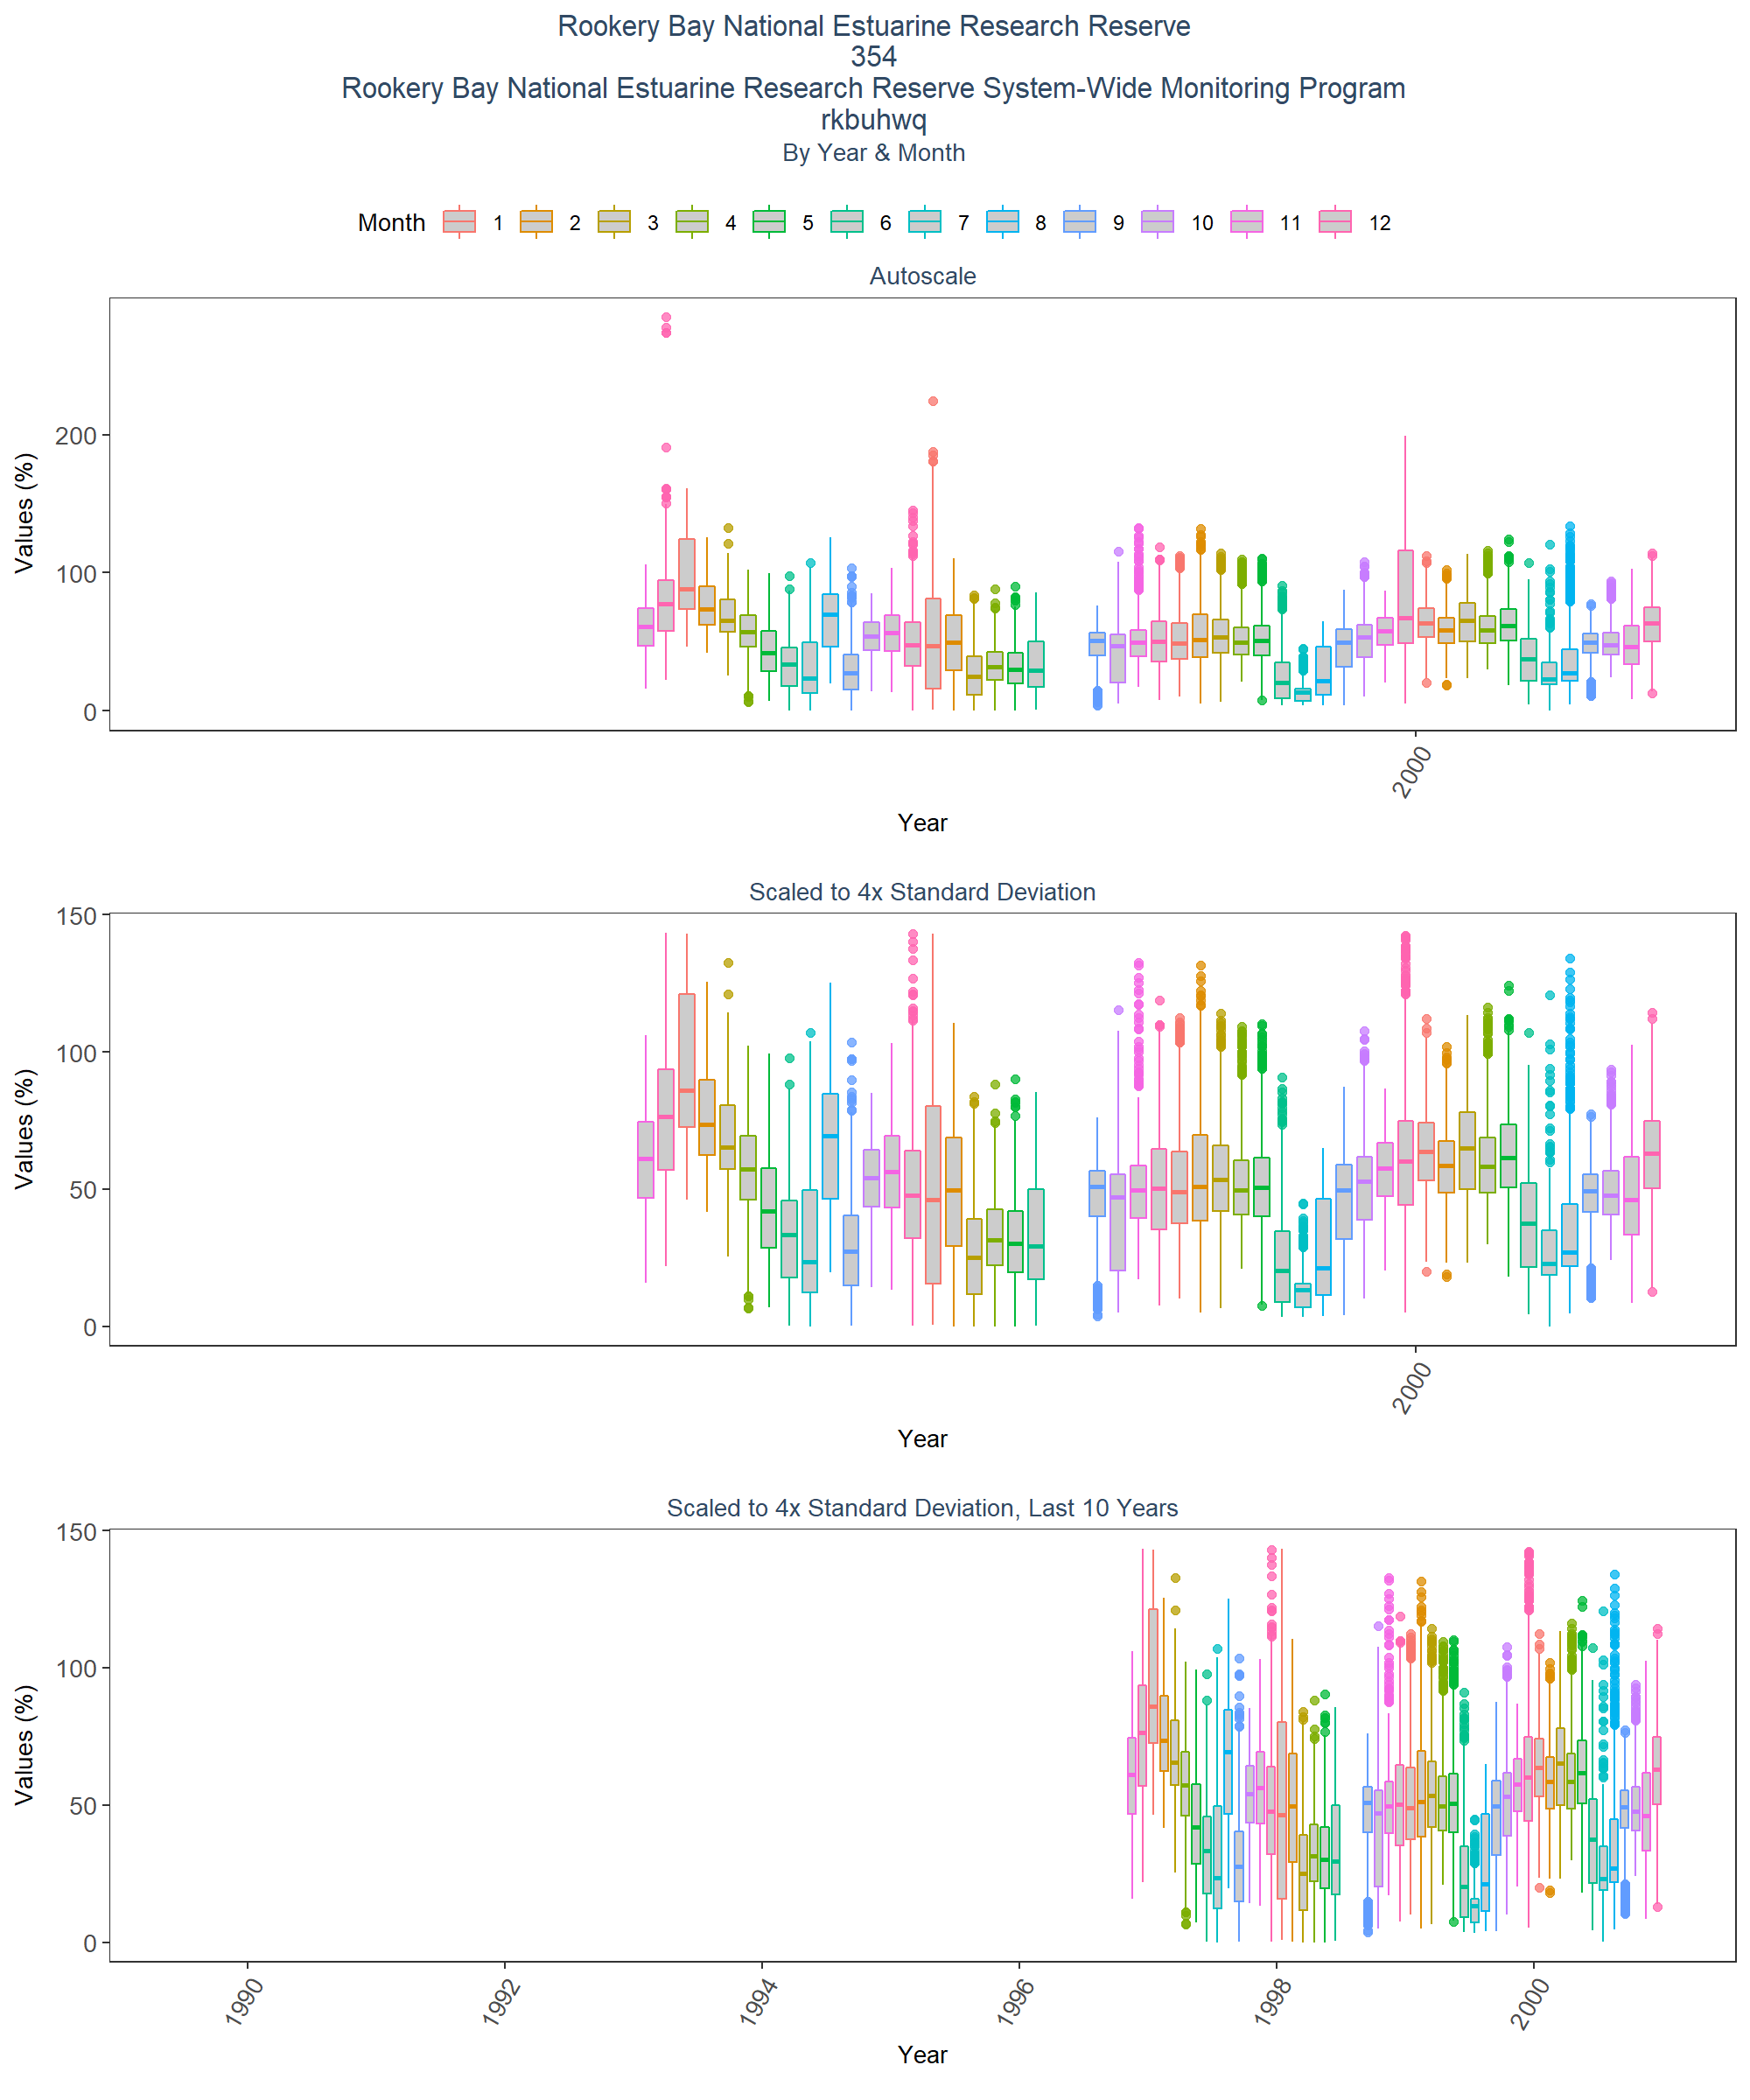 Rookery Bay National Estuarine Research Reserve
354
Rookery Bay National Estuarine Research Reserve System-Wide Monitoring Program
rkbuhwq
By Year & Month
Month 1 2 3 4 5 6 7 8 9 10 11 12
Autoscale
Values (%)
200
100
0
2000
Year
Scaled to 4x Standard Deviation
Values (%)
150
100
50
0
2000
Year
Scaled to 4x Standard Deviation, Last 10 Years
Values (%)
150
100
50
0
1990 1992 1994 1996 1998 2000
Year